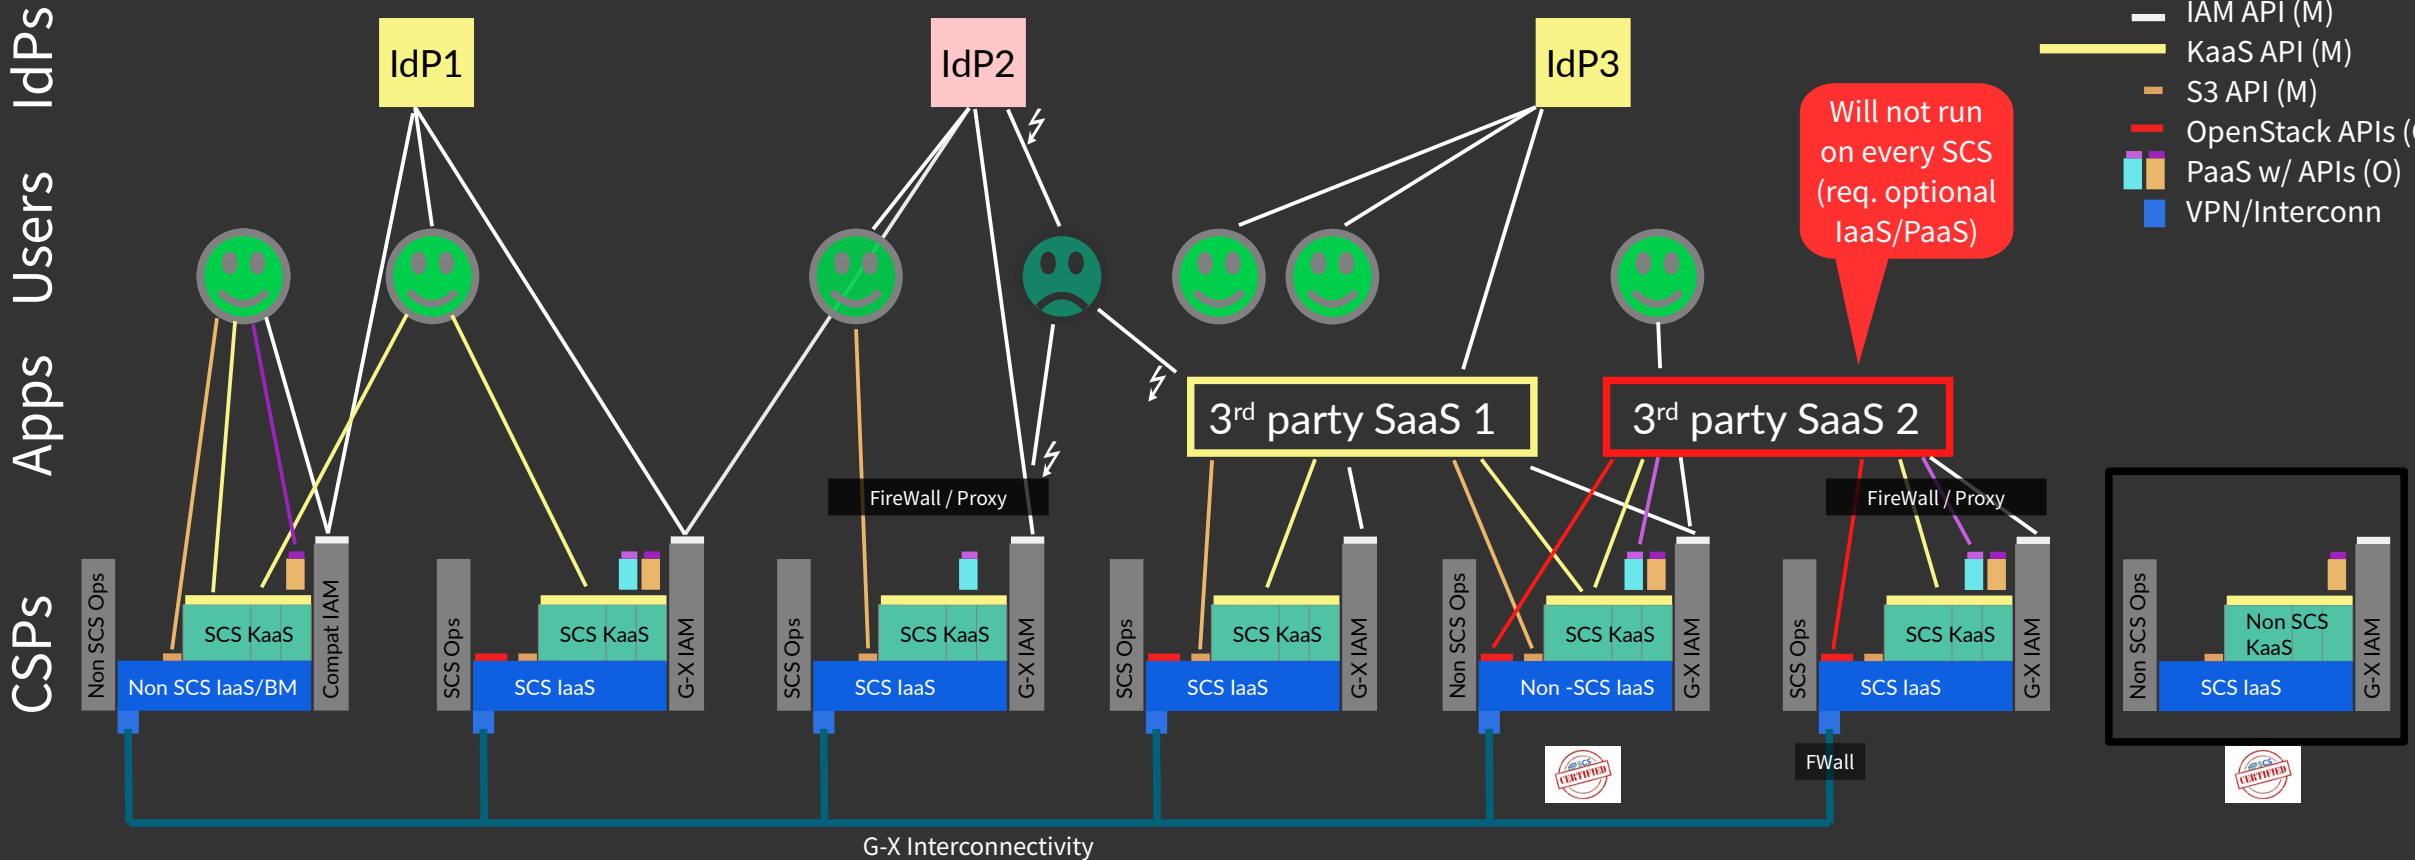 IdPs
Users
Apps
CSPs
IdP1
IdP2
IdP3
IAM API (M)
KaaS API (M)
S3 API (M)
OpenStack APIs (
PaaS w/ APIs (O)
VPN/Interconn
Will not run
on every SCS
(req. optional
IaaS/PaaS)
3rd party SaaS 1
3rd party SaaS 2
FireWall / Proxy
FireWall / Proxy
Non SCS Ops
SCS KaaS
Non SCS IaaS/BM
Compat IAM
SCS Ops
SCS KaaS
SCS IaaS
G-X IAM
SCS Ops
SCS KaaS
SCS IaaS
G-X IAM
SCS Ops
SCS KaaS
SCS IaaS
G-X IAM
Non SCS Ops
SCS KaaS
Non -SCS IaaS
G-X IAM
SCS Ops
SCS KaaS
SCS IaaS
G-X IAM
Non SCS Ops
Non SCS
KaaS
SCS IaaS
G-X IAM
SCS
CERTIFIED
FWall
SCS
CERTIFIED
G-X Interconnectivity